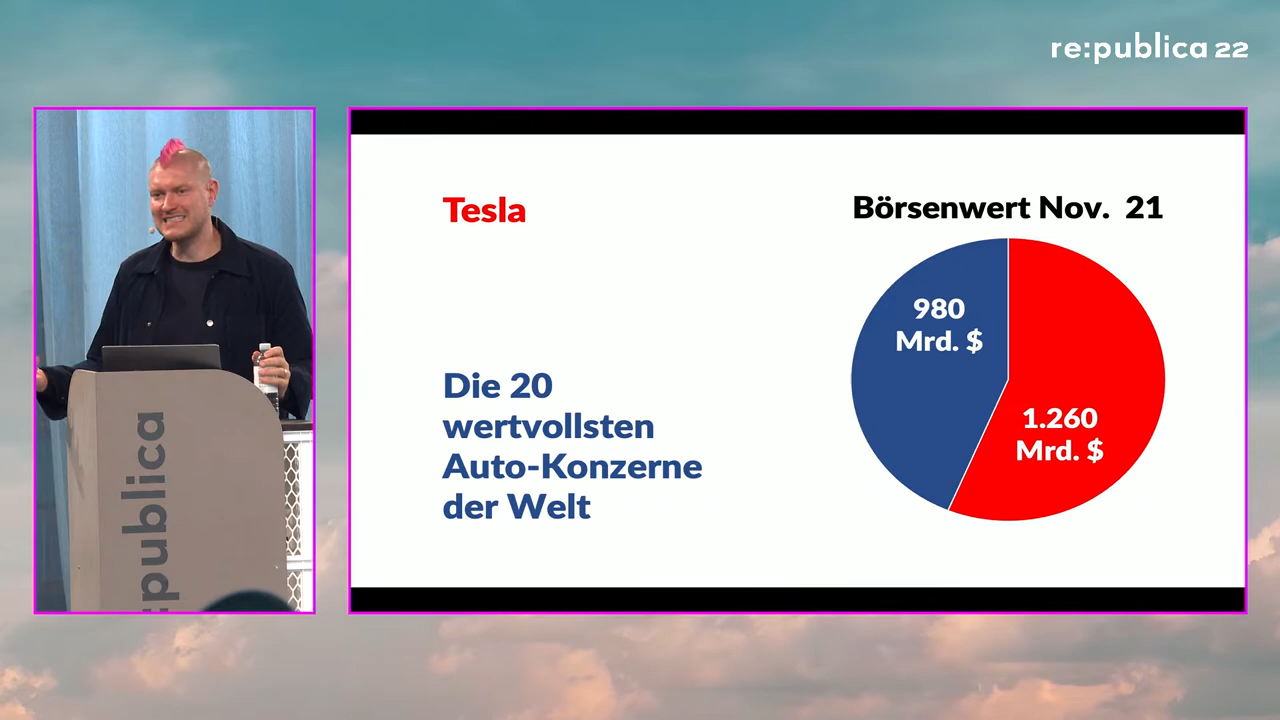 re:publica 22
:publica
Tesla
Börsenwert Nov. 21
980
Mrd. $
1.260
Mrd. $
Die 20
wertvollsten
Auto-Konzerne
der Welt